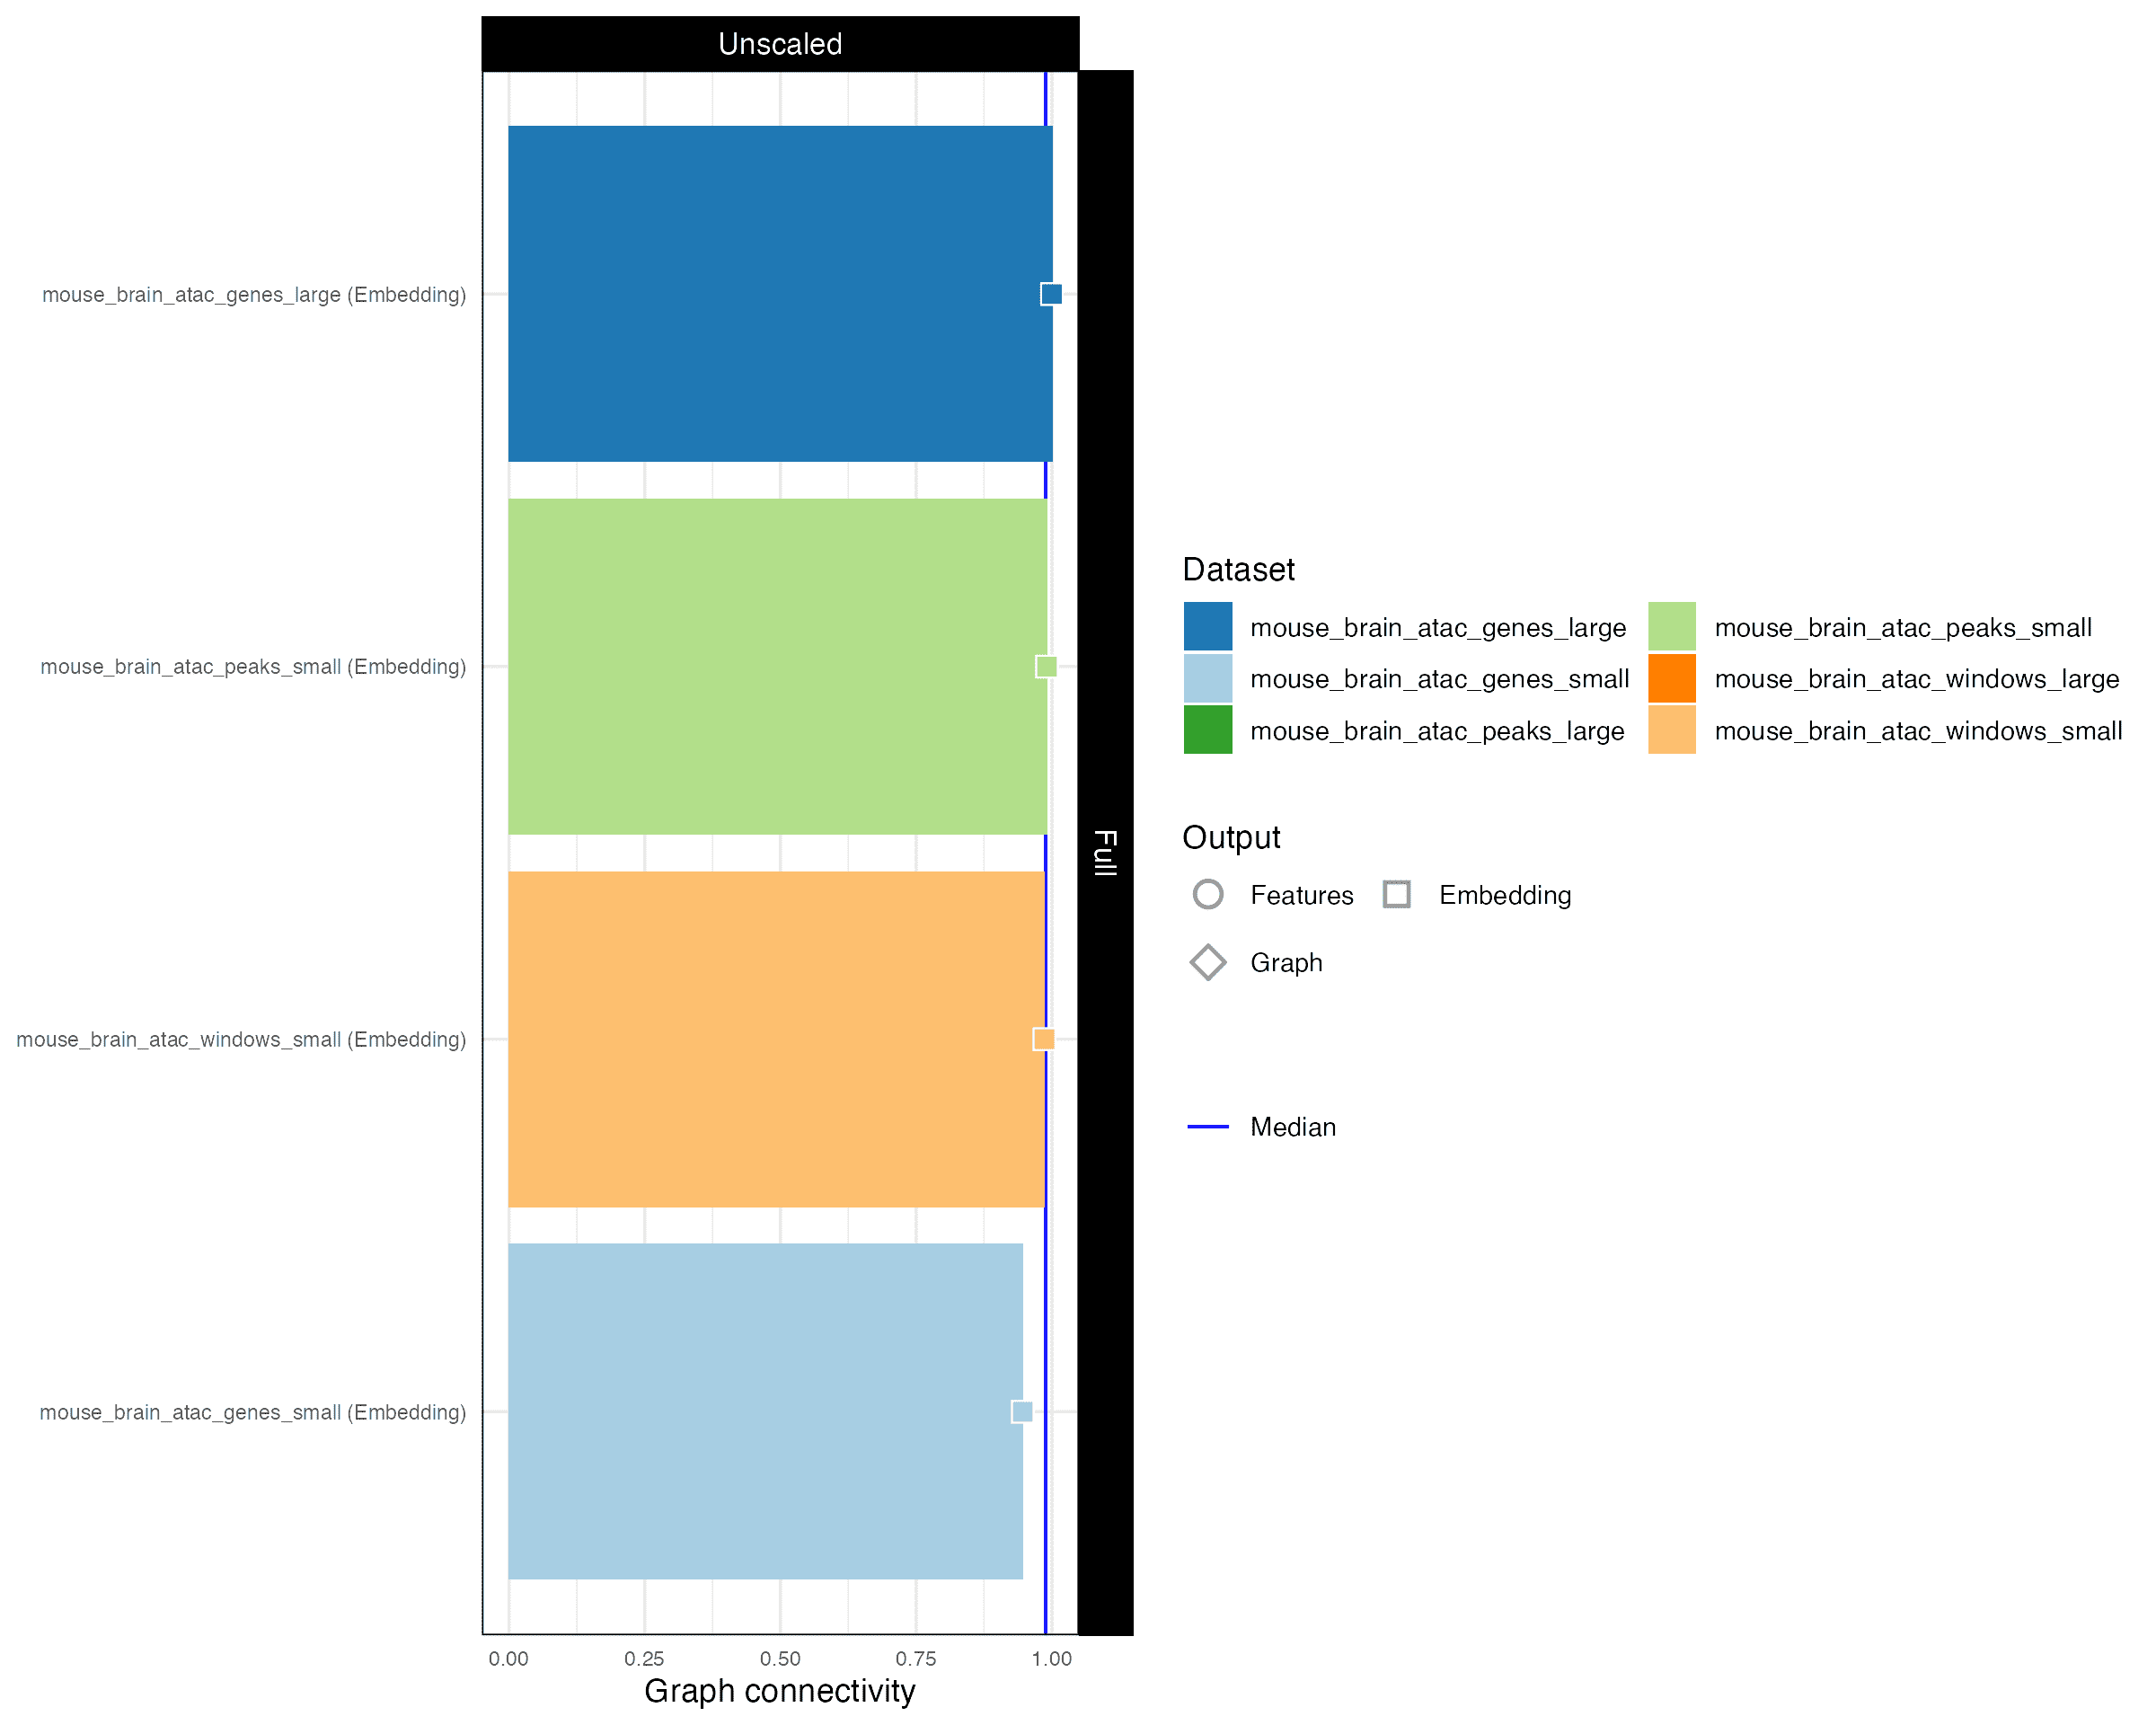 Unscaled
mouse_brain_atac_genes_large (Embedding)
mouse_brain_atac_peaks_small (Embedding)
mouse_brain_atac_windows_small (Embedding)
mouse_brain_atac_genes_small (Embedding)
0.00 0.25 0.50 0.75 1.00
Graph connectivity
Full
Dataset
mouse_brain_atac_genes_large mouse_brain_atac_peaks_small
mouse_brain_atac_genes_small mouse_brain_atac_windows_large
mouse_brain_atac_peaks_large mouse_brain_atac_windows_small
Output
Features Embedding
Graph
Median